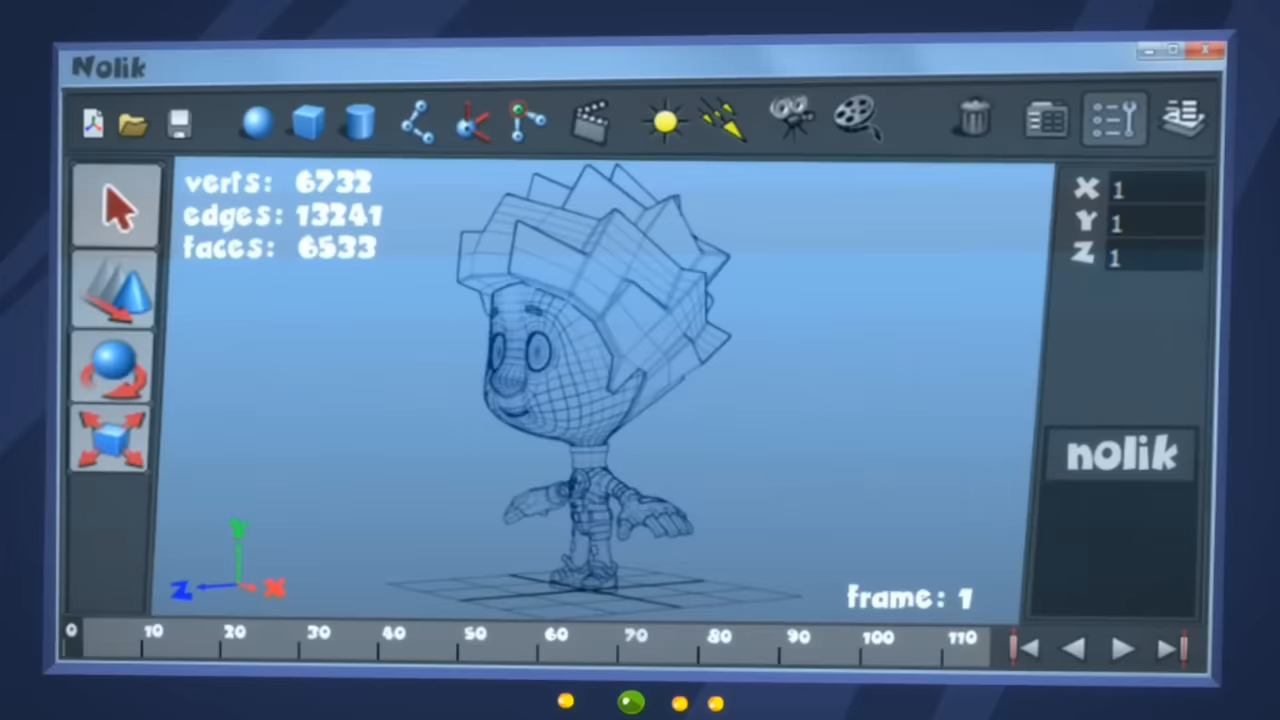 Nolik
verts: 6732
edges: 13241
faces: 6533
X 1
Y 1
Z 1
nolik
Y
Z X
frame: 1
0 10 20 30 40 50 60 70 80 90 100 110